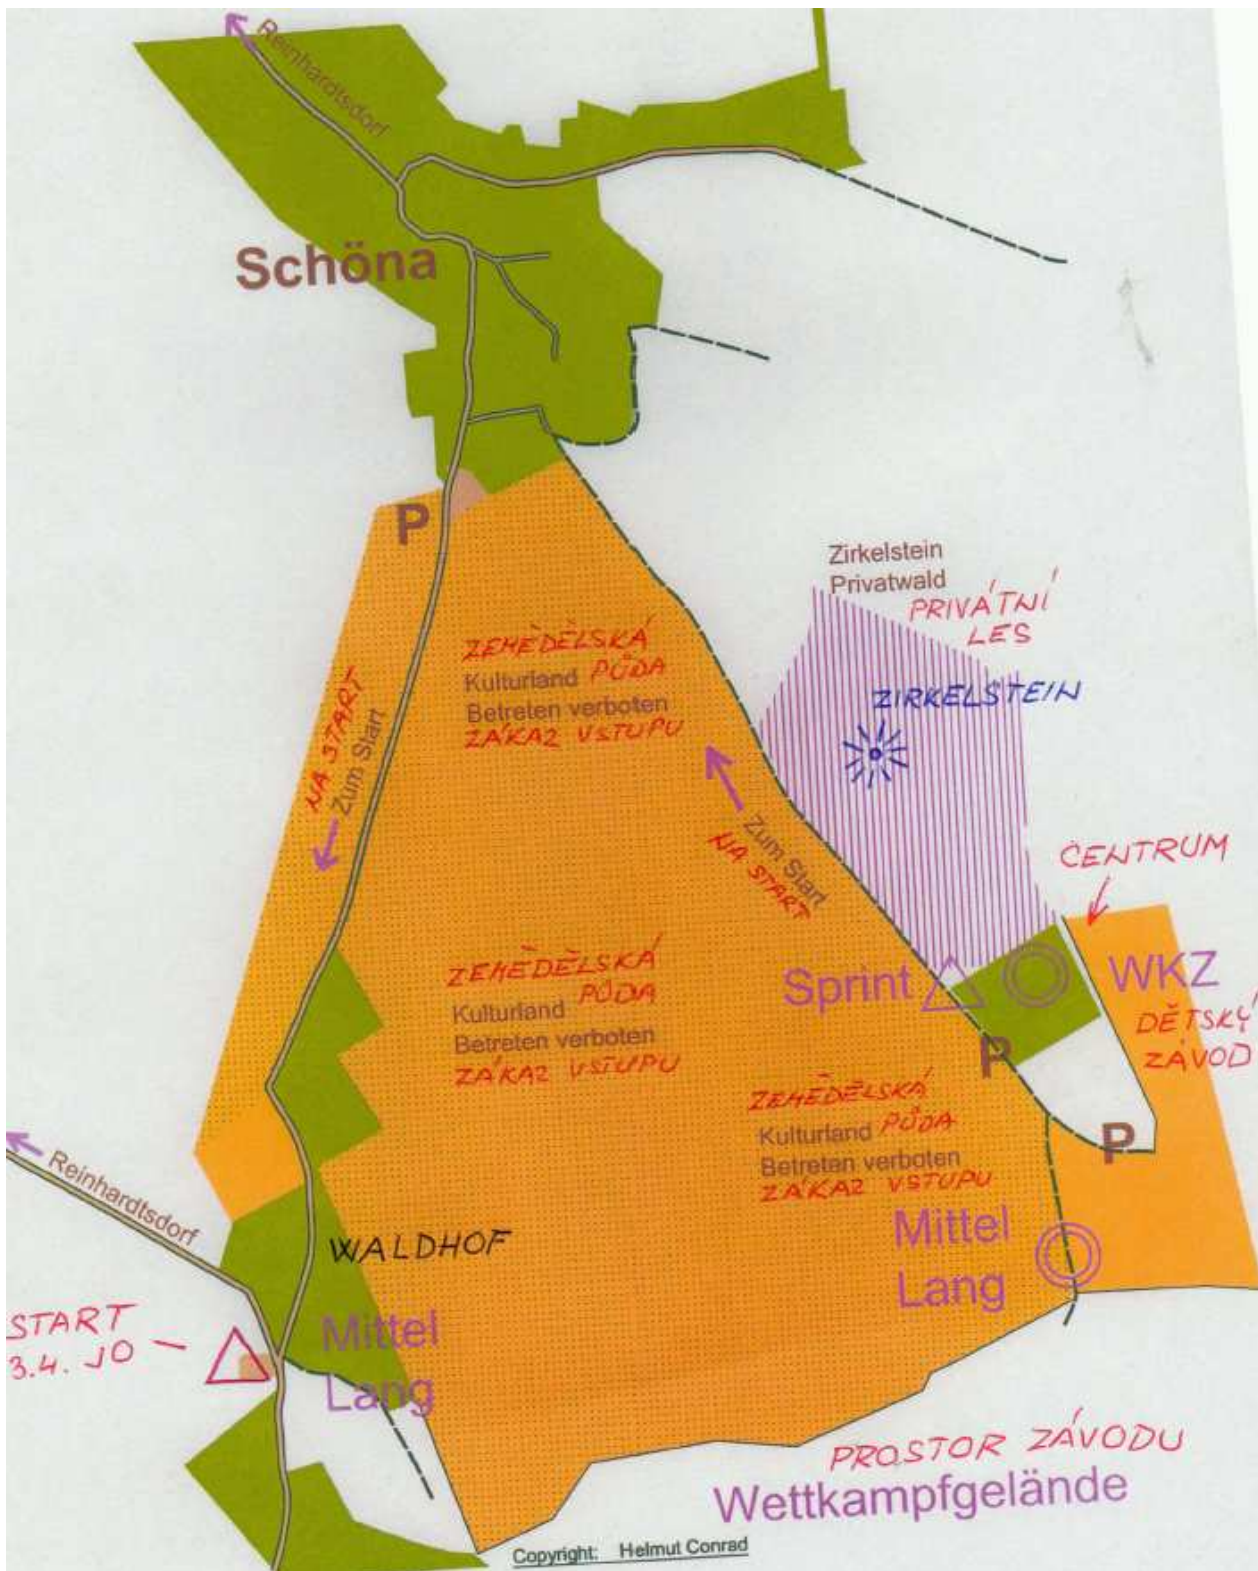 Reinhardtsdorf
Schöna
P
Zirkelstein
Privatwald
PRIVÁTNÍ
LES
ZEMĚDĚLSKÁ
Kulturland PŮDA
Betreten verboten
ZÁKAZ VSTUPU
ZIRKELSTEIN
NA START
Zum Start
Zum Start
NA START
CENTRUM
ZEMĚDĚLSKÁ
Kulturland PŮDA
Betreten verboten
ZÁKAZ VSTUPU
Sprint
WKZ
DĚTSKÝ
ZÁVOD
P
ZEMĚDĚLSKÁ
Kulturland PŮDA
Betreten verboten
ZÁKAZ VSTUPU
P
Reinhardtsdorf
WALDHOF
Mittel
Lang
START
3.4. JO
Mittel
Lang
PROSTOR ZÁVODU
Wettkampfgelände
Copyright: Helmut Conrad